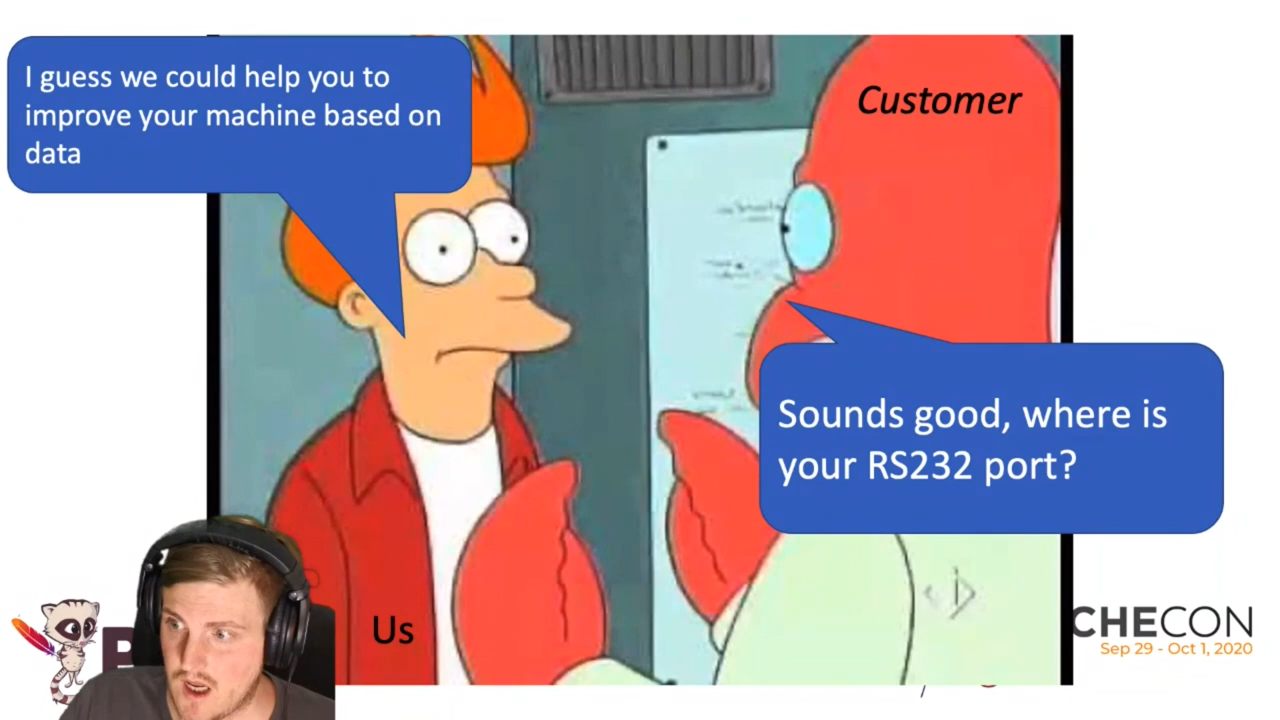 I guess we could help you to
improve your machine based on
data
Customer
Sounds good, where is
your RS232 port?
Us
CHECON
Sep 29 - Oct 1, 2020